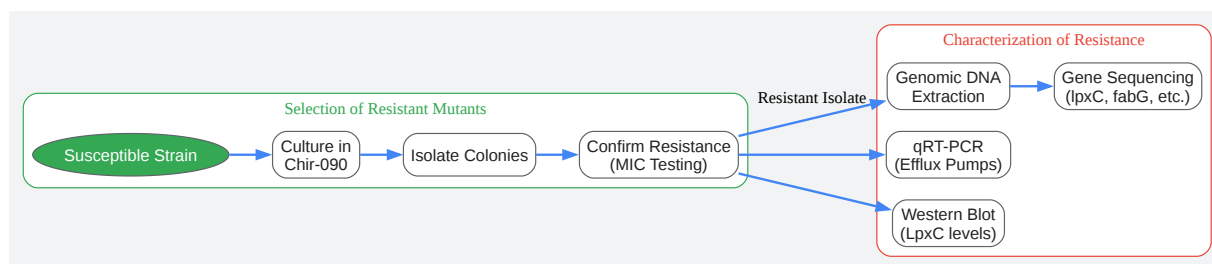 Selection of Resistant Mutants
Susceptible Strain
Culture in
Chir-090
Isolate Colonies
Confirm Resistance
(MIC Testing)
Resistant Isolate
Characterization of Resistance
Genomic DNA
Extraction
Gene Sequencing
(lpxC, fabG, etc.)
qRT-PCR
(Efflux Pumps)
Western Blot
(LpxC levels)